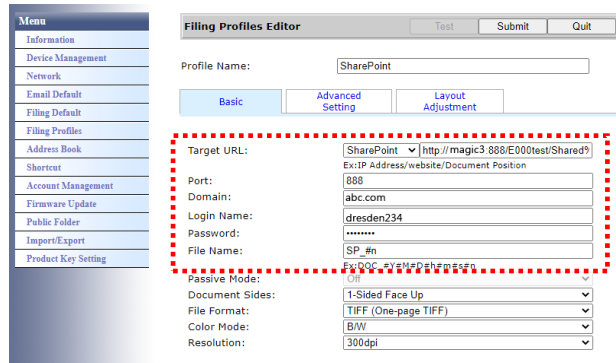 Menu
Information
Device Management
Network
Email Default
Filing Default
Filing Profiles
Address Book
Shortcut
Account Management
Firmware Update
Public Folder
Import/Export
Product Key Setting
Filing Profiles Editor Test Submit Quit
Profile Name: SharePoint
Basic Advanced Setting Layout Adjustment
Target URL: SharePoint http://magic3:888/E000test/Shared%
Ex:IP Address/website/Document Position
Port: 888
Domain: abc.com
Login Name: dresden234
Password: ••••••••
File Name: SP_#n
Ex:DOC_#Y#M#D#h#m#s#n
Passive Mode: Off
Document Sides: 1-Sided Face Up
File Format: TIFF (One-page TIFF)
Color Mode: B/W
Resolution: 300dpi